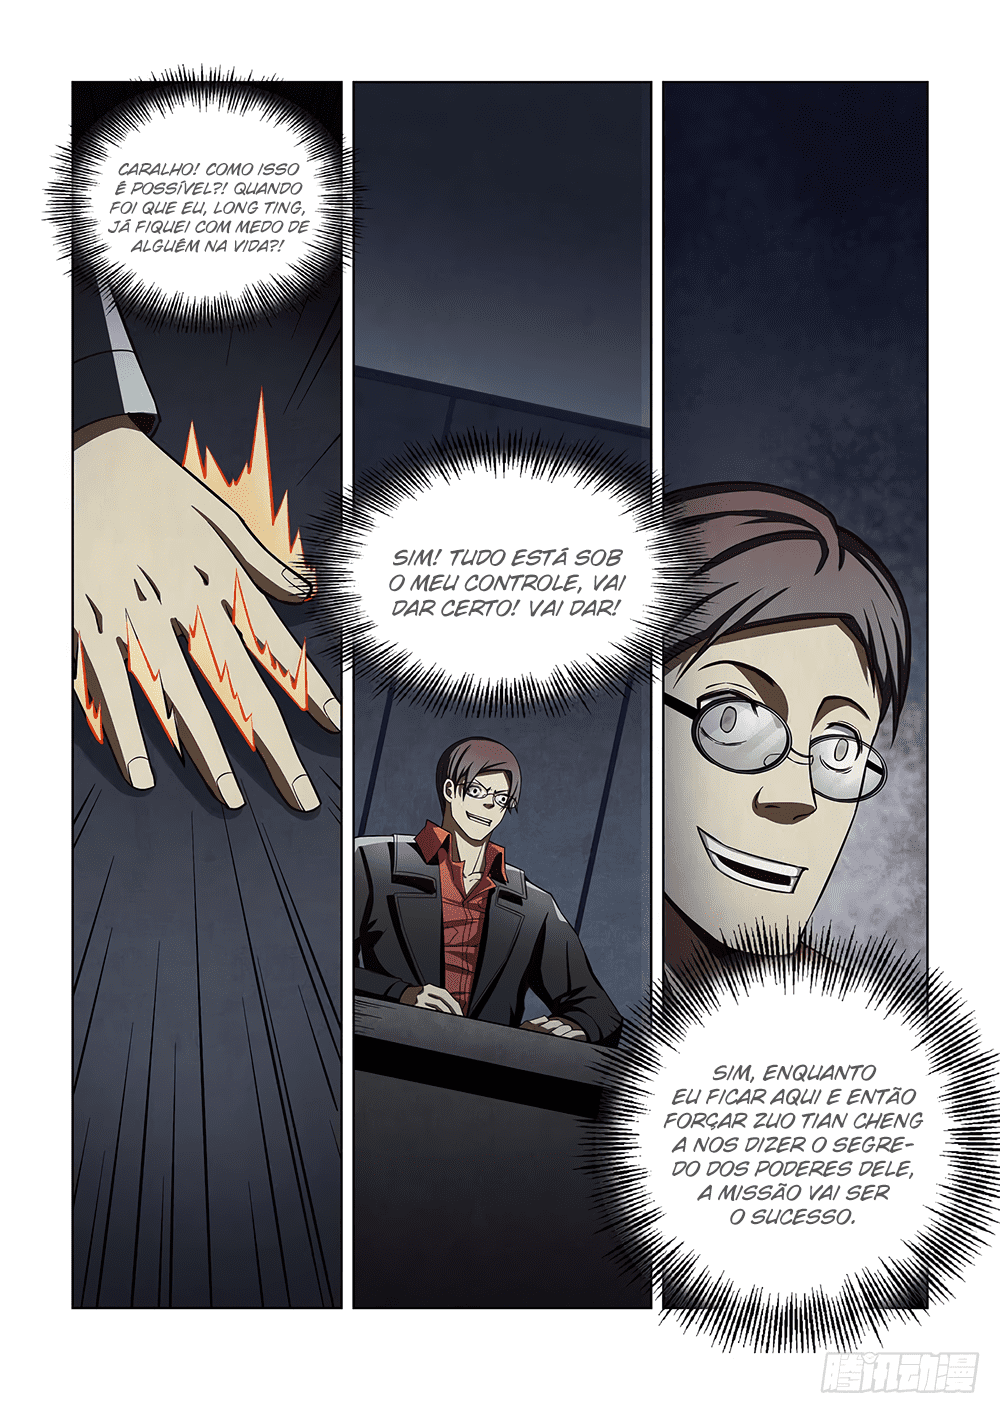 CARALHO! COMO ISSO
É POSSÍVEL?! QUANDO
FOI QUE EU, LONG TING,
JÁ FIQUEI COM MEDO DE
ALGUÉM NA VIDA?!
SIM! TUDO ESTÁ SOB
O MEU CONTROLE, VAI
DAR CERTO! VAI DAR!
SIM, ENQUANTO
EU FICAR AQUI E ENTÃO
FORÇAR ZUO TIAN CHENG
A NOS DIZER O SEGRE-
DO DOS PODERES DELE,
A MISSÃO VAI SER
O SUCESSO.
腾讯动漫